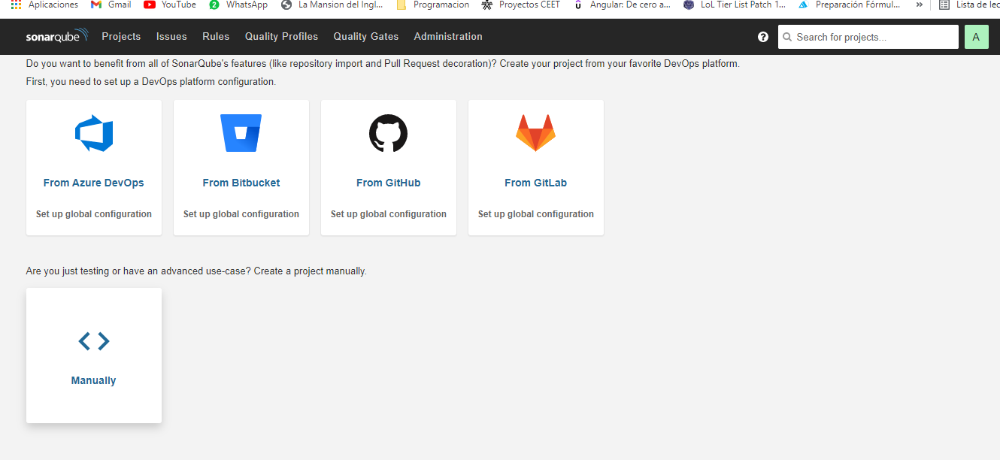 Aplicaciones Gmail YouTube 2 WhatsApp La Mansion del Ingl... Programacion Proyectos CEET Angular: De cero a... LoL Tier List Patch 1... Preparación Fórmul... » Lista de lec
sonarqube Projects Issues Rules Quality Profiles Quality Gates Administration ? Search for projects... A
Do you want to benefit from all of SonarQube's features (like repository import and Pull Request decoration)? Create your project from your favorite DevOps platform.
First, you need to set up a DevOps platform configuration.
From Azure DevOps From Bitbucket From GitHub From GitLab
Set up global configuration Set up global configuration Set up global configuration Set up global configuration
Are you just testing or have an advanced use-case? Create a project manually.
Manually